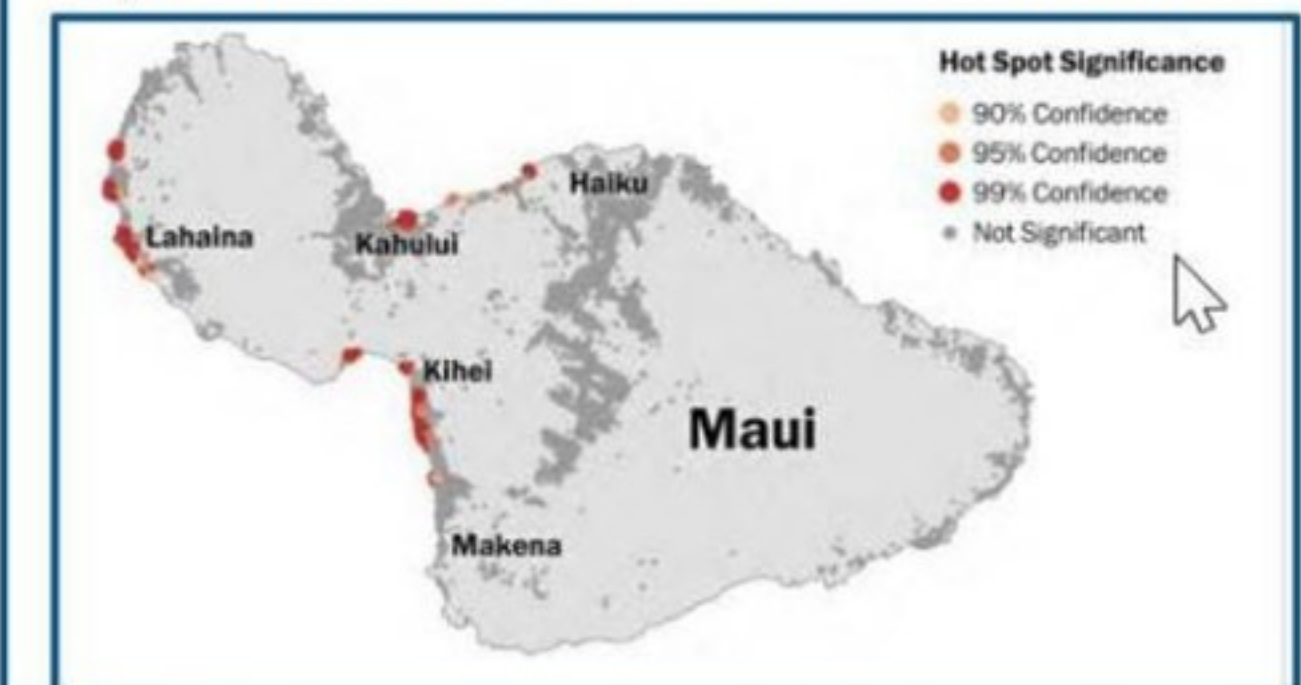 Hot Spot Significance
90% Confidence
95% Confidence
99% Confidence
Not Significant
Haiku
Lahaina
Kahului
Kihei
Maui
Makena